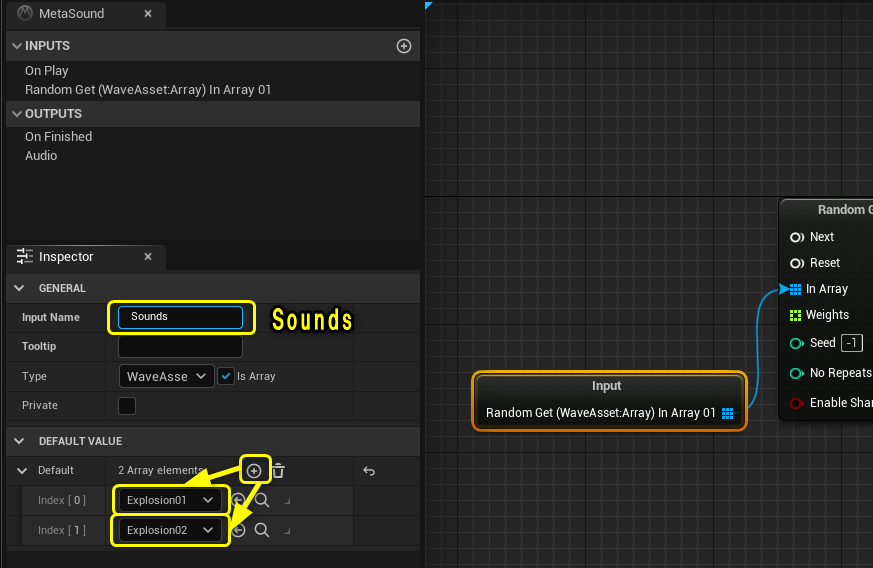 MetaSound
INPUTS
On Play
Random Get (WaveAsset:Array) In Array 01
OUTPUTS
On Finished
Audio
Inspector
GENERAL
Input Name Sounds Sounds
Tooltip
Type WaveAsse Is Array
Private
DEFAULT VALUE
Default 2 Array elements
Index [ 0 ] Explosion01
Index [ 1 ] Explosion02
Input
Random Get (WaveAsset:Array) In Array 01
Random G
Next
Reset
In Array
Weights
Seed -1
No Repeats
Enable Shar